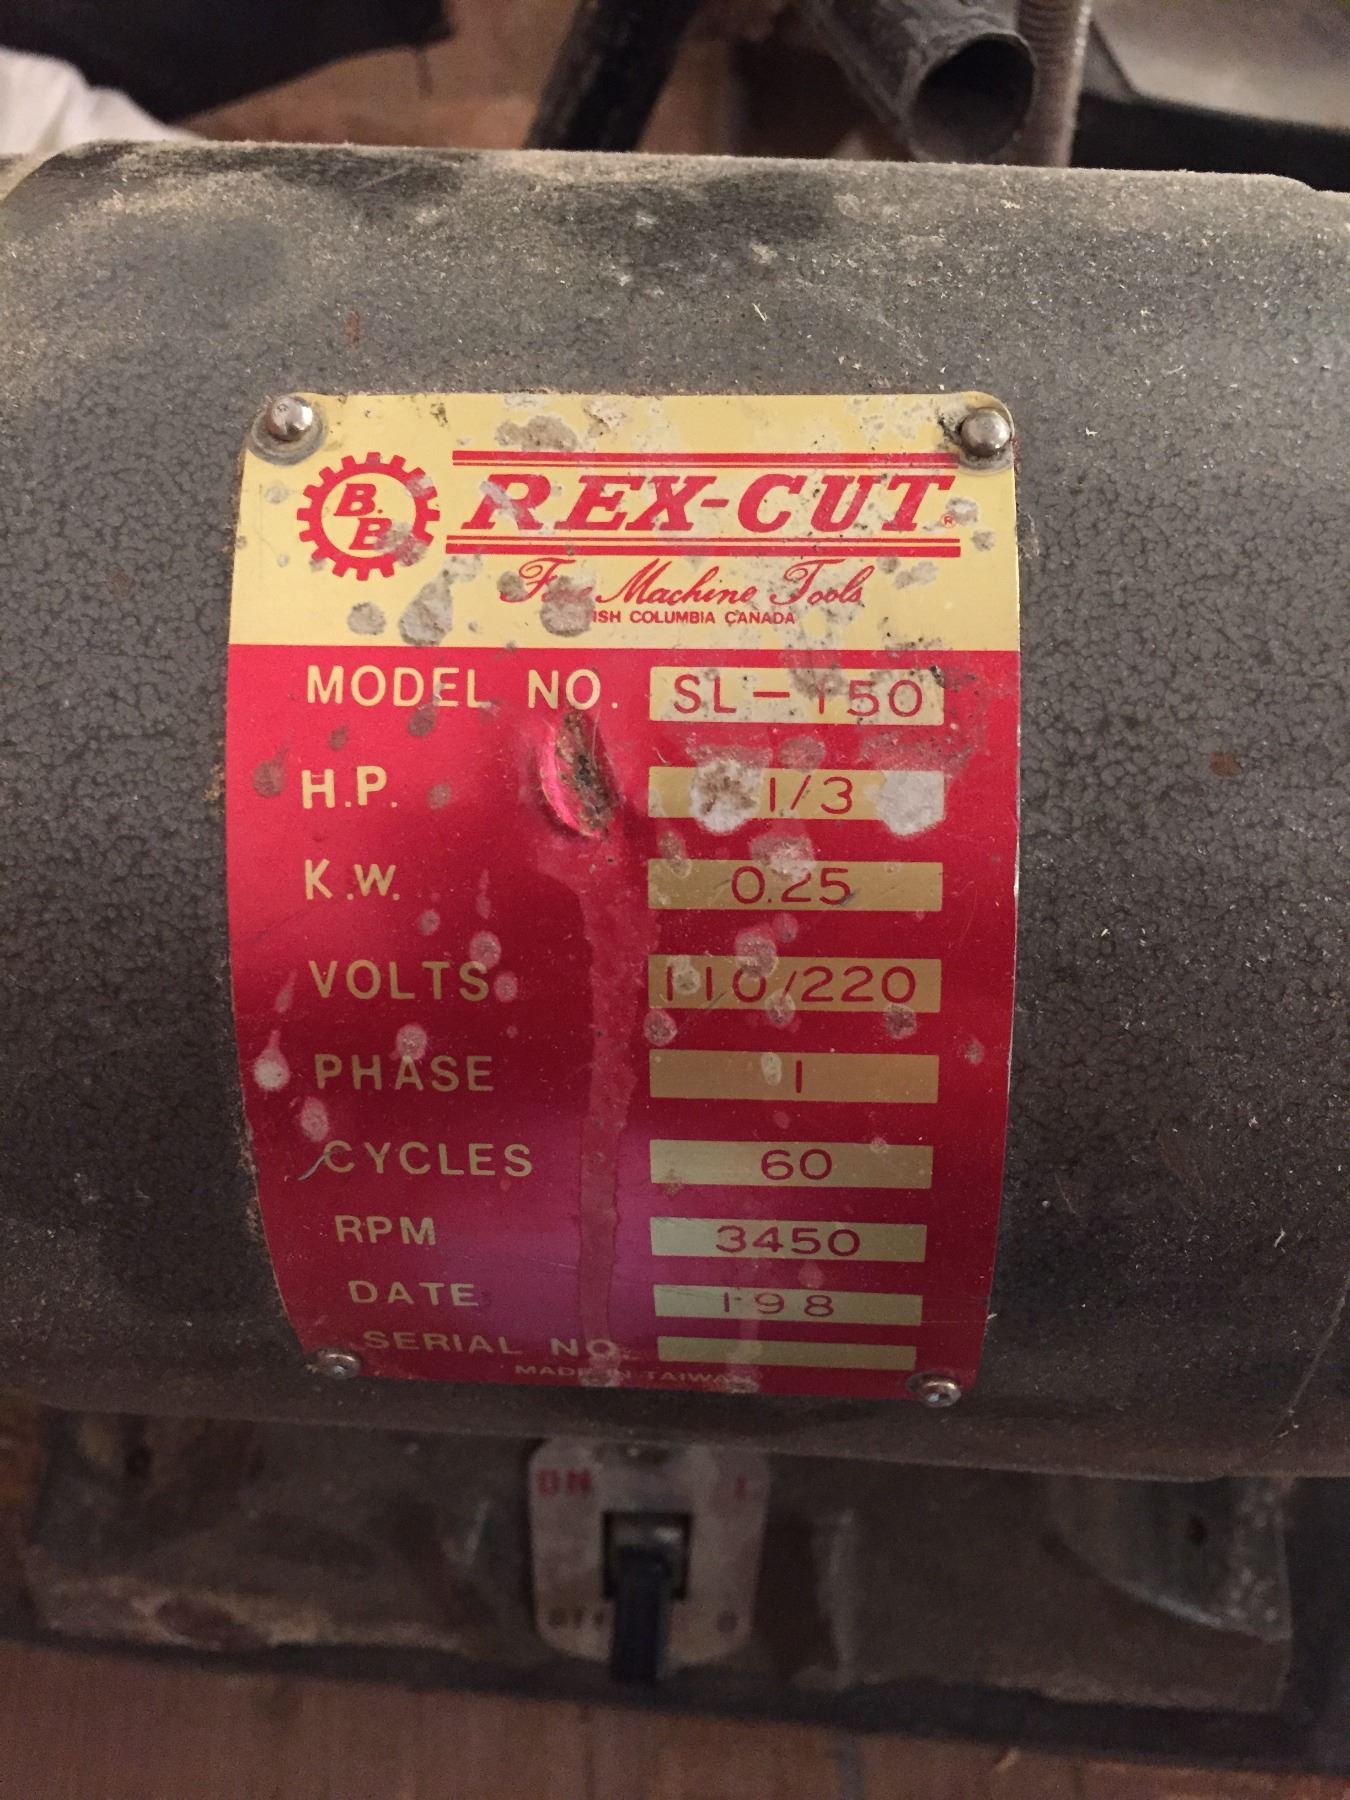 B.B
REX-CUT®
Fine Machine Tools
ISH COLUMBIA CANADA
MODEL NO. SL-150
H.P. 1/3
K.W. 0.25
VOLTS 110/220
PHASE 1
CYCLES 60
RPM 3450
DATE 198
SERIAL NO.
MADE IN TAIWAN
ON I